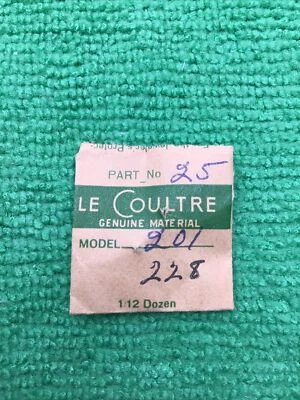 PART No 25
LE COULTRE
GENUINE MATERIAL
MODEL 201
228
1/12 Dozen